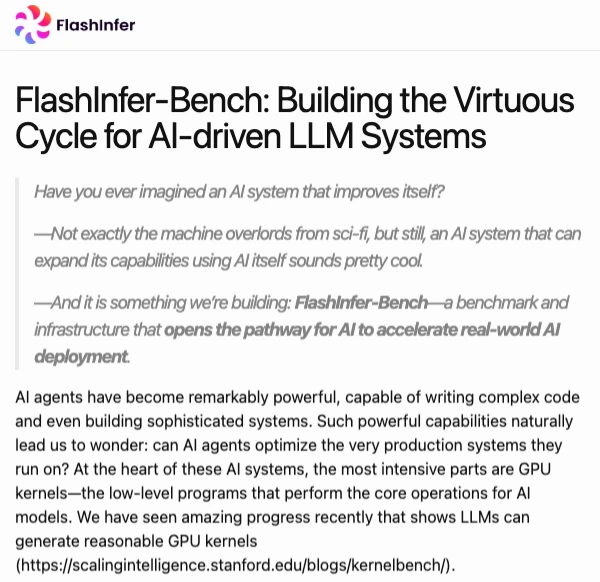 FlashInfer
FlashInfer-Bench: Building the Virtuous
Cycle for AI-driven LLM Systems
Have you ever imagined an AI system that improves itself?
—Not exactly the machine overlords from sci-fi, but still, an AI system that can
expand its capabilities using AI itself sounds pretty cool.
—And it is something we're building: FlashInfer-Bench—a benchmark and
infrastructure that opens the pathway for AI to accelerate real-world AI
deployment.
AI agents have become remarkably powerful, capable of writing complex code
and even building sophisticated systems. Such powerful capabilities naturally
lead us to wonder: can AI agents optimize the very production systems they
run on? At the heart of these AI systems, the most intensive parts are GPU
kernels—the low-level programs that perform the core operations for AI
models. We have seen amazing progress recently that shows LLMs can
generate reasonable GPU kernels
(https://scalingintelligence.stanford.edu/blogs/kernelbench/).